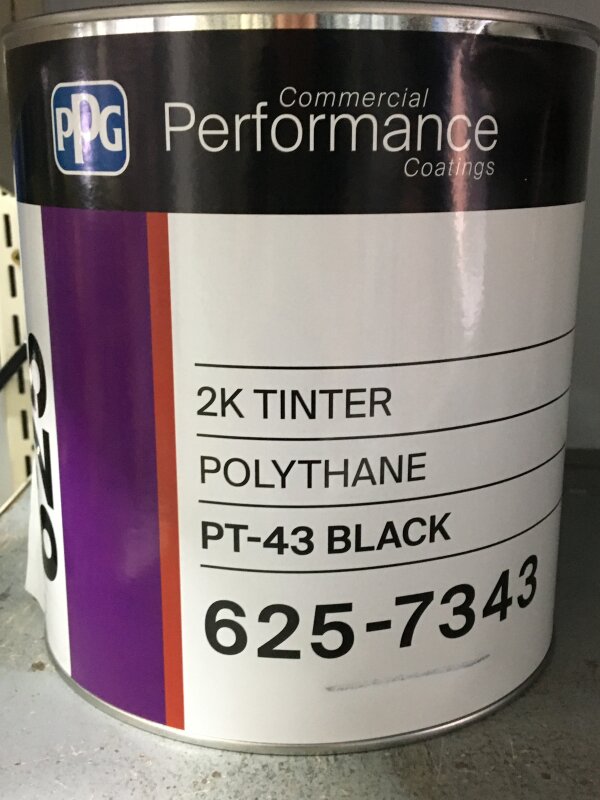 PPG
Commercial
Performance
Coatings
2K TINTER
POLYTHANE
PT-43 BLACK
625-7343